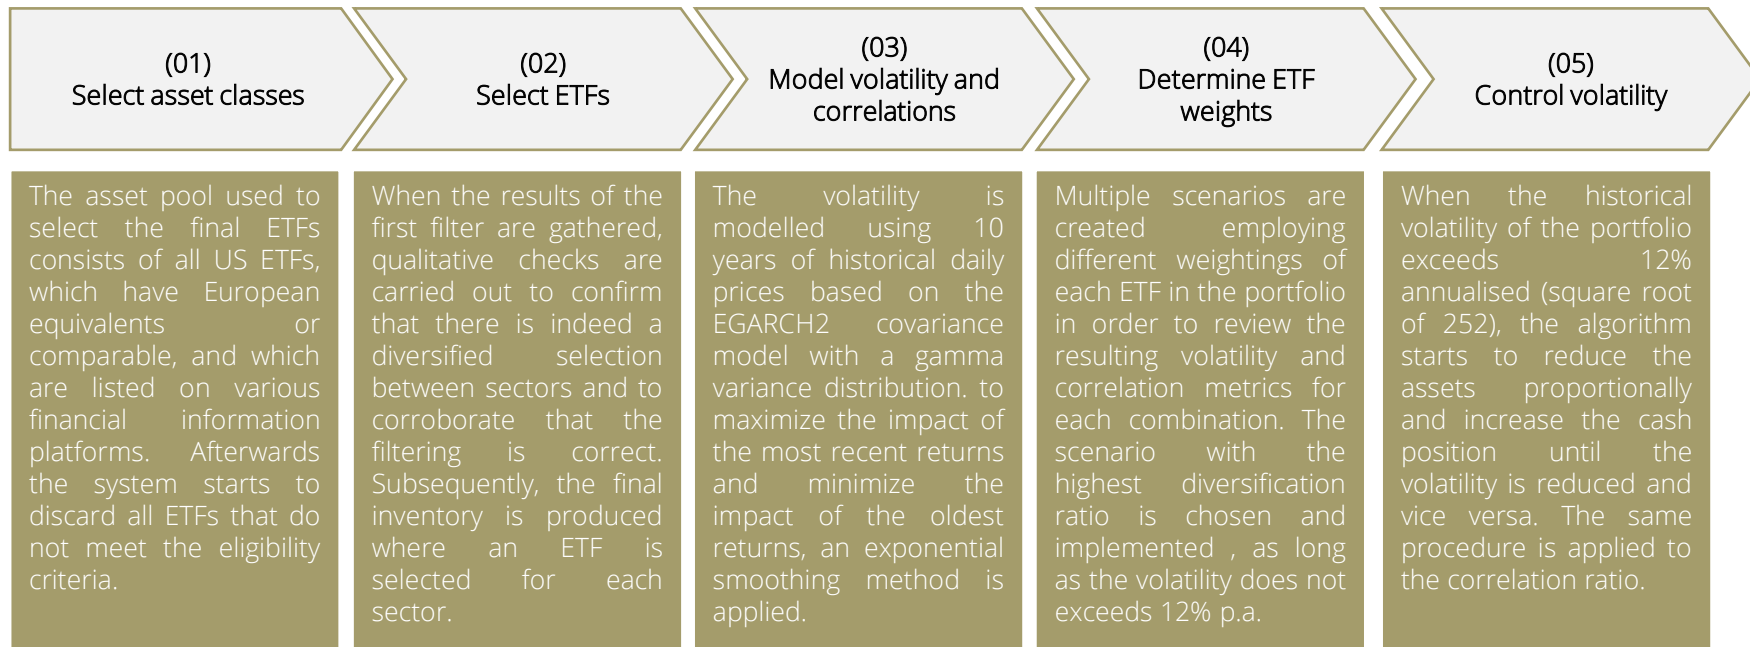 (01)
Select asset classes
(02)
Select ETFs
(03)
Model volatility and
correlations
(04)
Determine ETF
weights
(05)
Control volatility
The asset pool used to
select the final ETFs
consists of all US ETFs,
which have European
equivalents or
comparable, and which
are listed on various
financial information
platforms. Afterwards
the system starts to
discard all ETFs that do
not meet the eligibility
criteria.
When the results of the
first filter are gathered,
qualitative checks are
carried out to confirm
that there is indeed a
diversified selection
between sectors and to
corroborate that the
filtering is correct.
Subsequently, the final
inventory is produced
where an ETF is
selected for each
sector.
The volatility is
modelled using 10
years of historical daily
prices based on the
EGARCH2 covariance
model with a gamma
variance distribution. to
maximize the impact of
the most recent returns
and minimize the
impact of the oldest
returns, an exponential
smoothing method is
applied.
Multiple scenarios are
created employing
different weightings of
each ETF in the portfolio
in order to review the
resulting volatility and
correlation metrics for
each combination. The
scenario with the
highest diversification
ratio is chosen and
implemented , as long
as the volatility does not
exceeds 12% p.a.
When the historical
volatility of the portfolio
exceeds 12%
annualised (square root
of 252), the algorithm
starts to reduce the
assets proportionally
and increase the cash
position until the
volatility is reduced and
vice versa. The same
procedure is applied to
the correlation ratio.